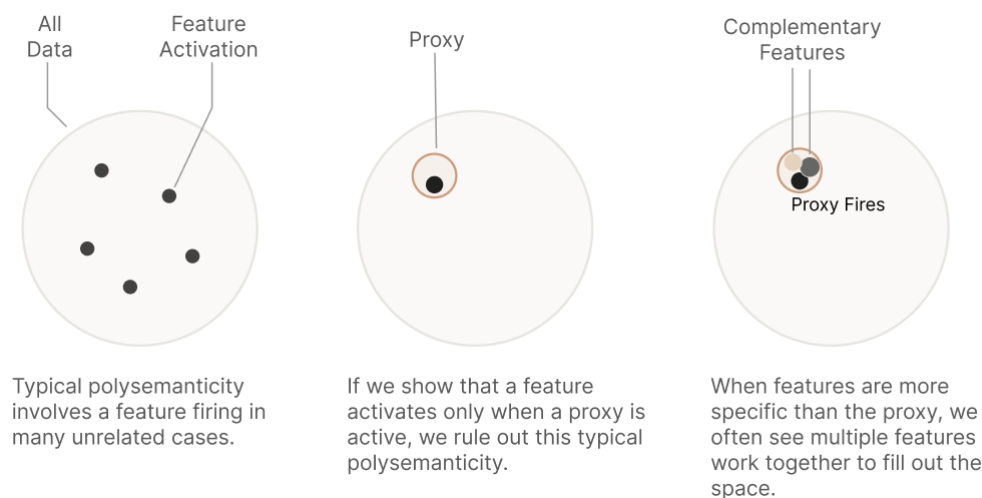 All
Data
Feature
Activation
Typical polysemanticity
involves a feature firing in
many unrelated cases.
Proxy
If we show that a feature
activates only when a proxy is
active, we rule out this typical
polysemanticity.
Complementary
Features
Proxy Fires
When features are more
specific than the proxy, we
often see multiple features
work together to fill out the
space.